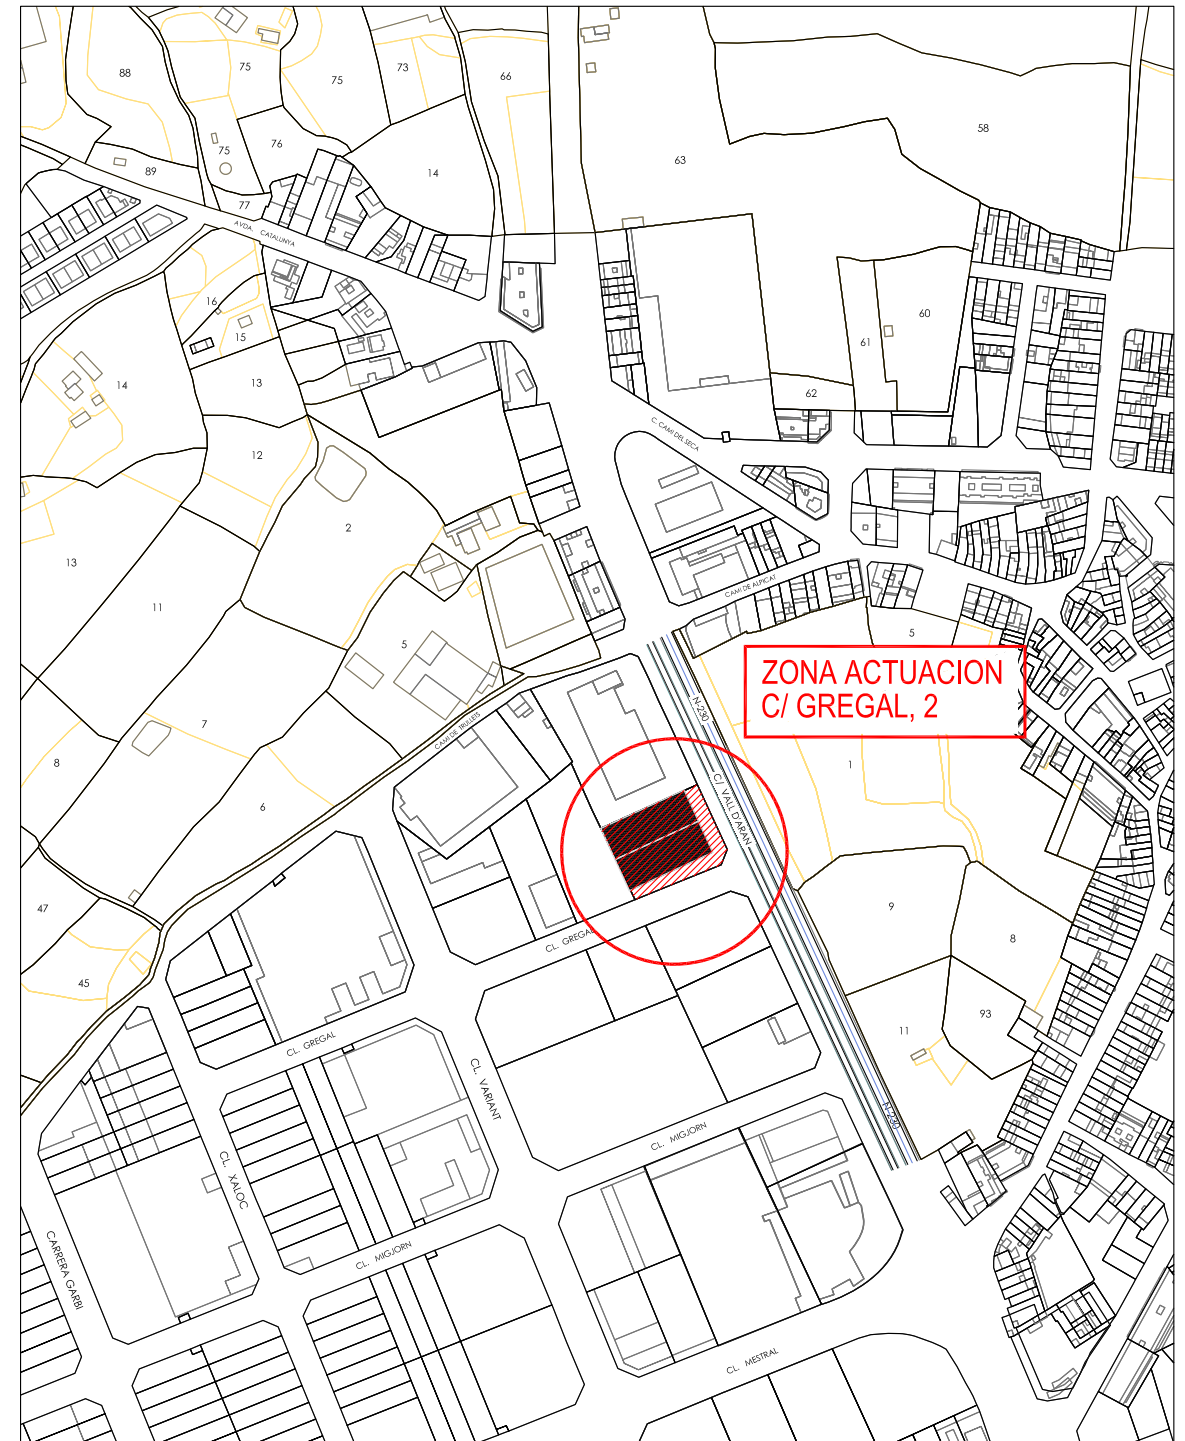 88
75
75
73
66
58
75
76
89
14
63
77
AVDA. CATALUNYA
16
15
60
61
14
13
62
C. CAMI DEL SECA
12
2
13
11
CAMI DE ALPICAT
5
5
ZONA ACTUACION
C/ GREGAL, 2
N-230
7
CAMI DE TRULLEIS
8
1
6
C/ VALL D'ARAN
47
9
CL. GREGAL
8
45
93
11
CL. GREGAL
CL. VARIANT
N-230
CL. MIGJORN
CL. XALOC
CARRERA GARBI
CL. MIGJORN
CL. MESTRAL